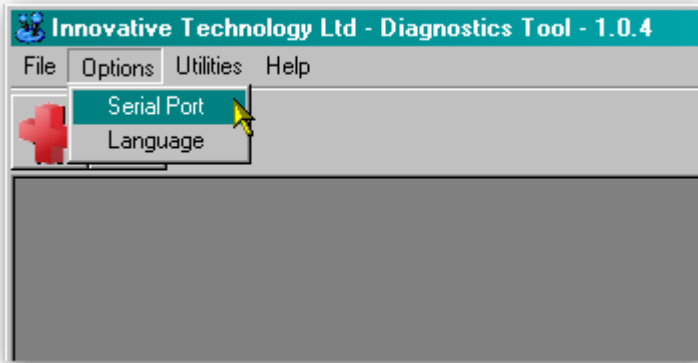 Innovative Technology Ltd - Diagnostics Tool - 1.0.4
File Options Utilities Help
Serial Port
Language